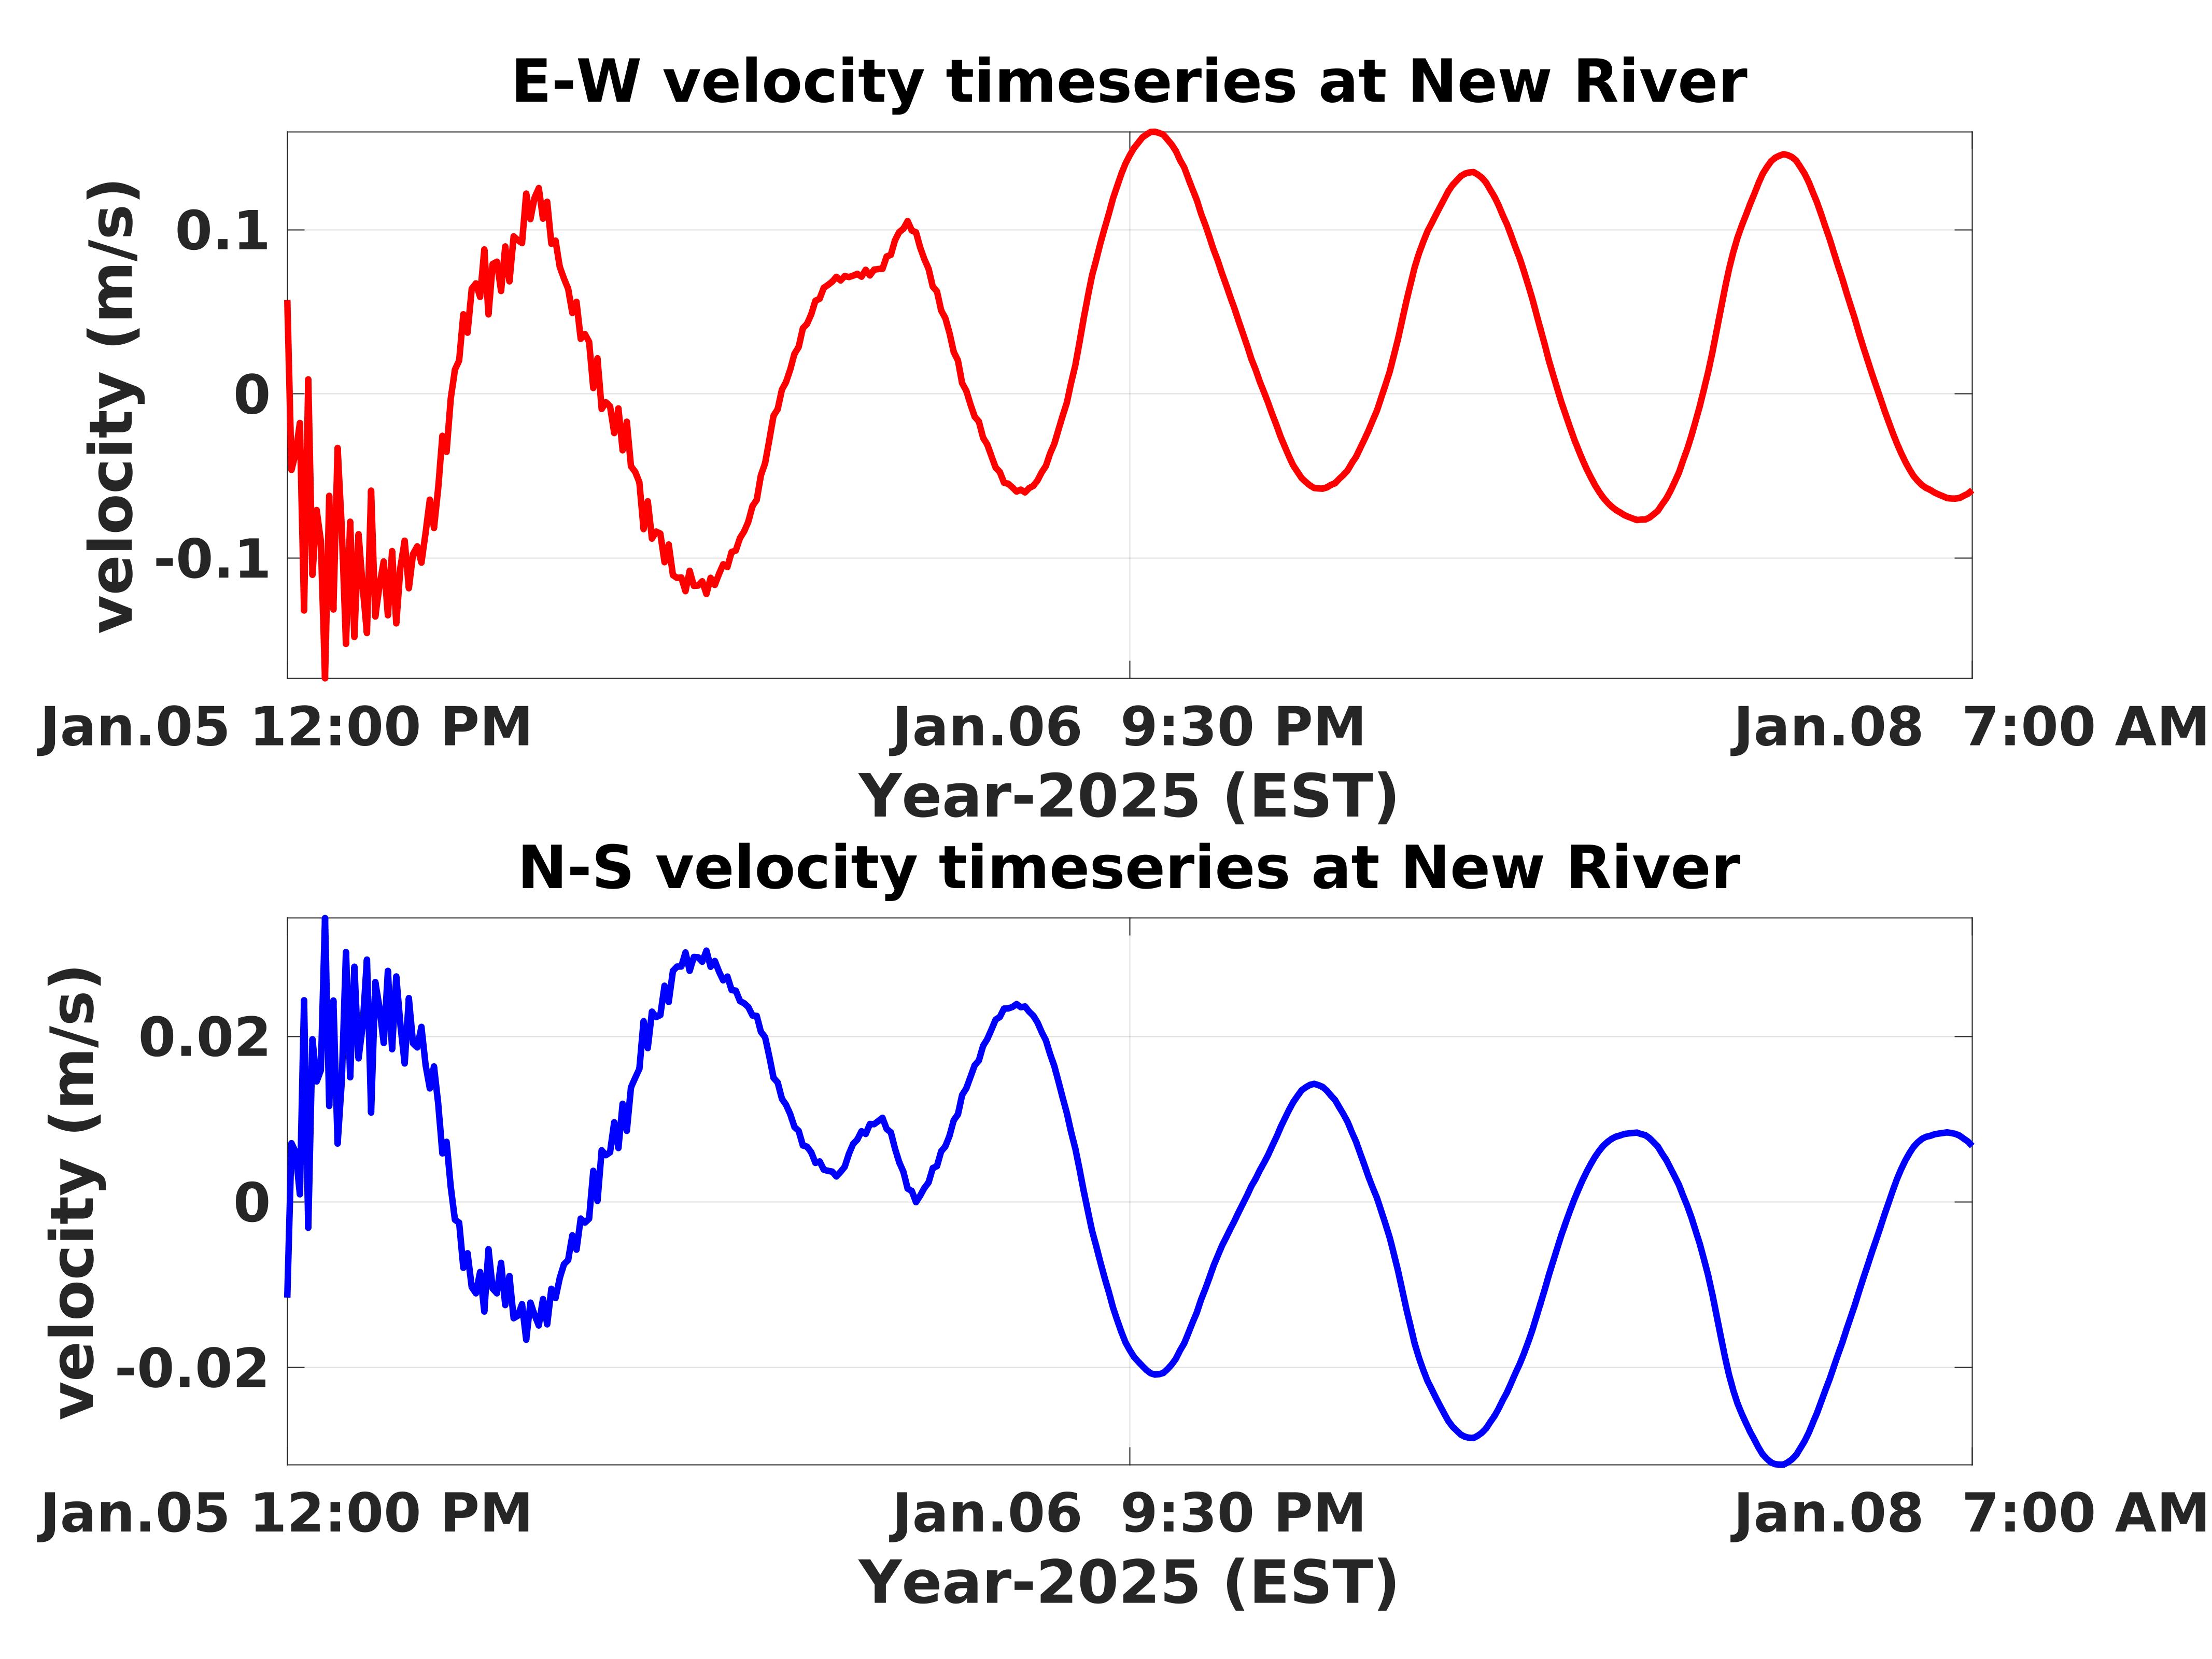 E-W velocity timeseries at New River
velocity (m/s)
0.1
0
-0.1
Jan.05 12:00 PM
Jan.06 9:30 PM
Jan.08 7:00 AM
Year-2025 (EST)
N-S velocity timeseries at New River
velocity (m/s)
0.02
0
-0.02
Jan.05 12:00 PM
Jan.06 9:30 PM
Jan.08 7:00 AM
Year-2025 (EST)